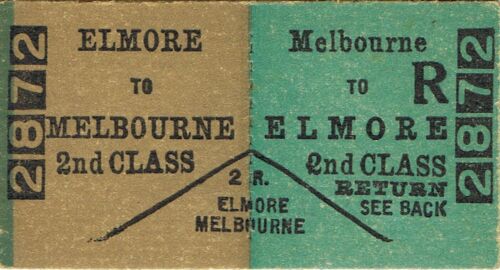 2872
ELMORE
TO
MELBOURNE
2nd CLASS
Melbourne
TO R
ELMORE
2nd CLASS
RETURN
SEE BACK
2 R.
ELMORE
MELBOURNE
2872